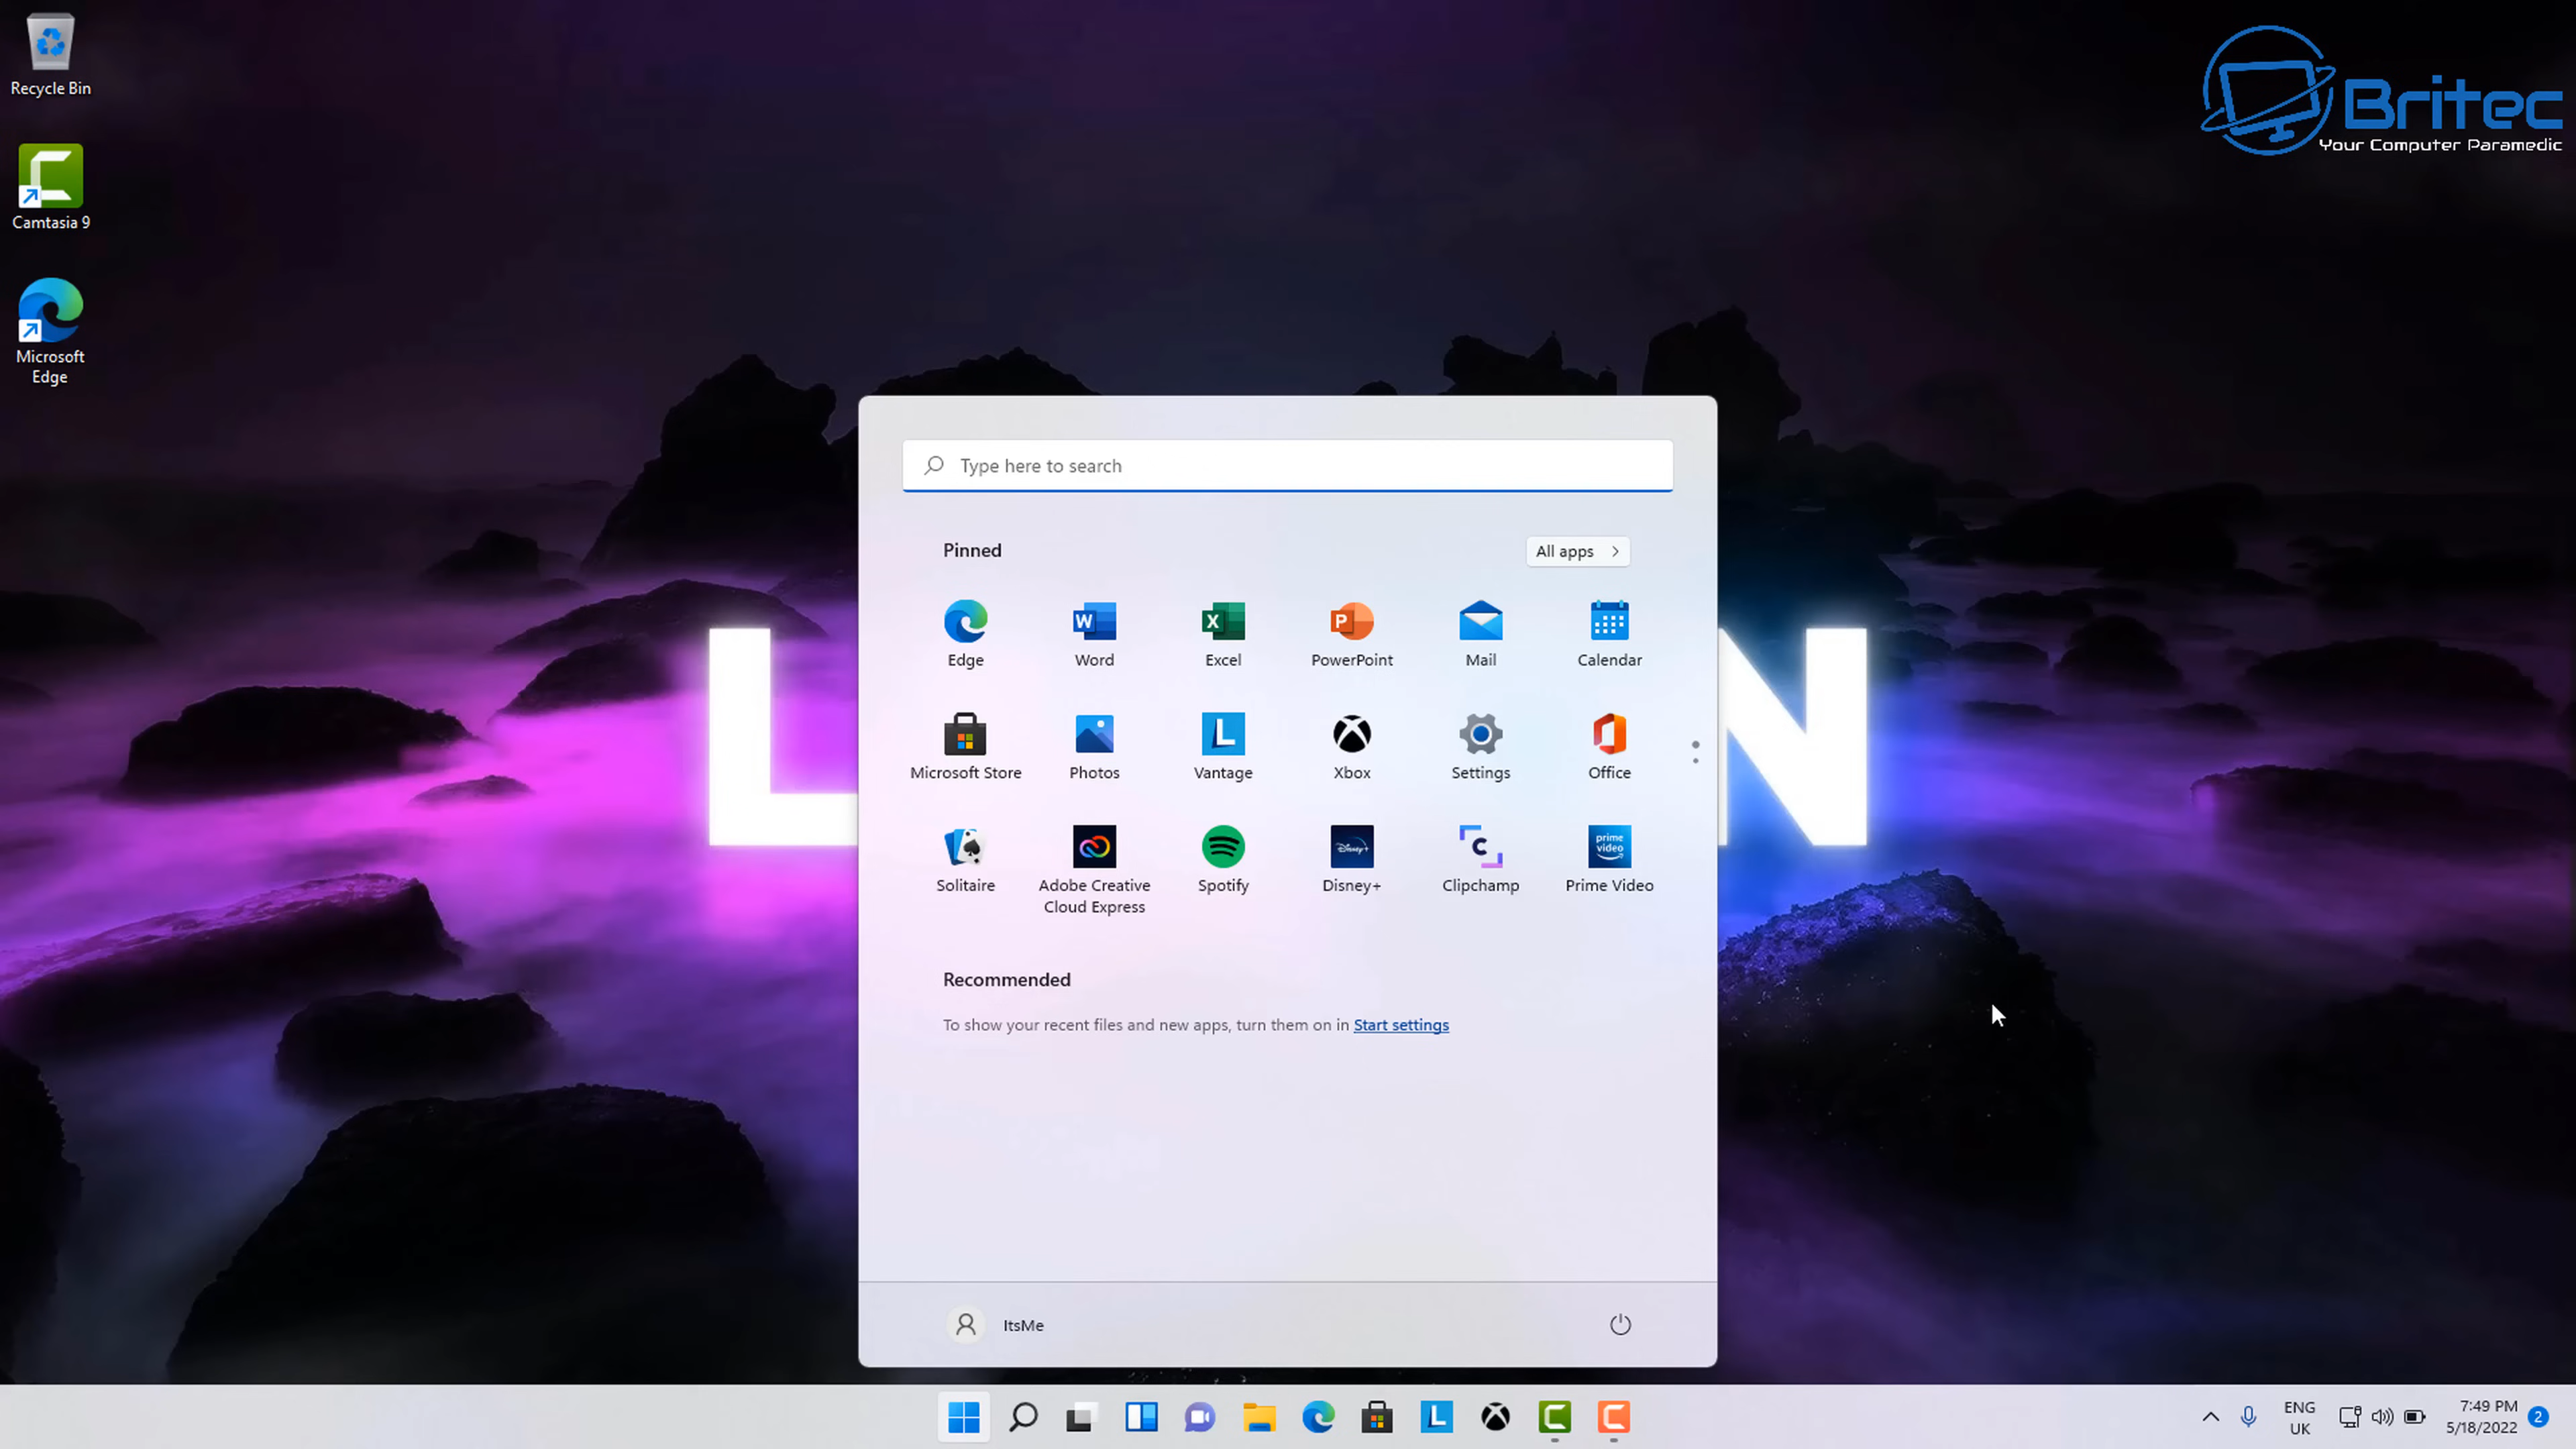 Recycle Bin
Camtasia 9
Microsoft
Edge
Britec
Your Computer Paramedic
L
N
Type here to search
Pinned
All apps
Edge
Word
Excel
PowerPoint
Mail
Calendar
Microsoft Store
Photos
Vantage
Xbox
Settings
Office
prime
video
Solitaire
Adobe Creative
Cloud Express
Spotify
Disney+
Clipchamp
Prime Video
Recommended
To show your recent files and new apps, turn them on in Start settings
ItsMe
ENG
UK
7:49 PM
5/18/2022
2